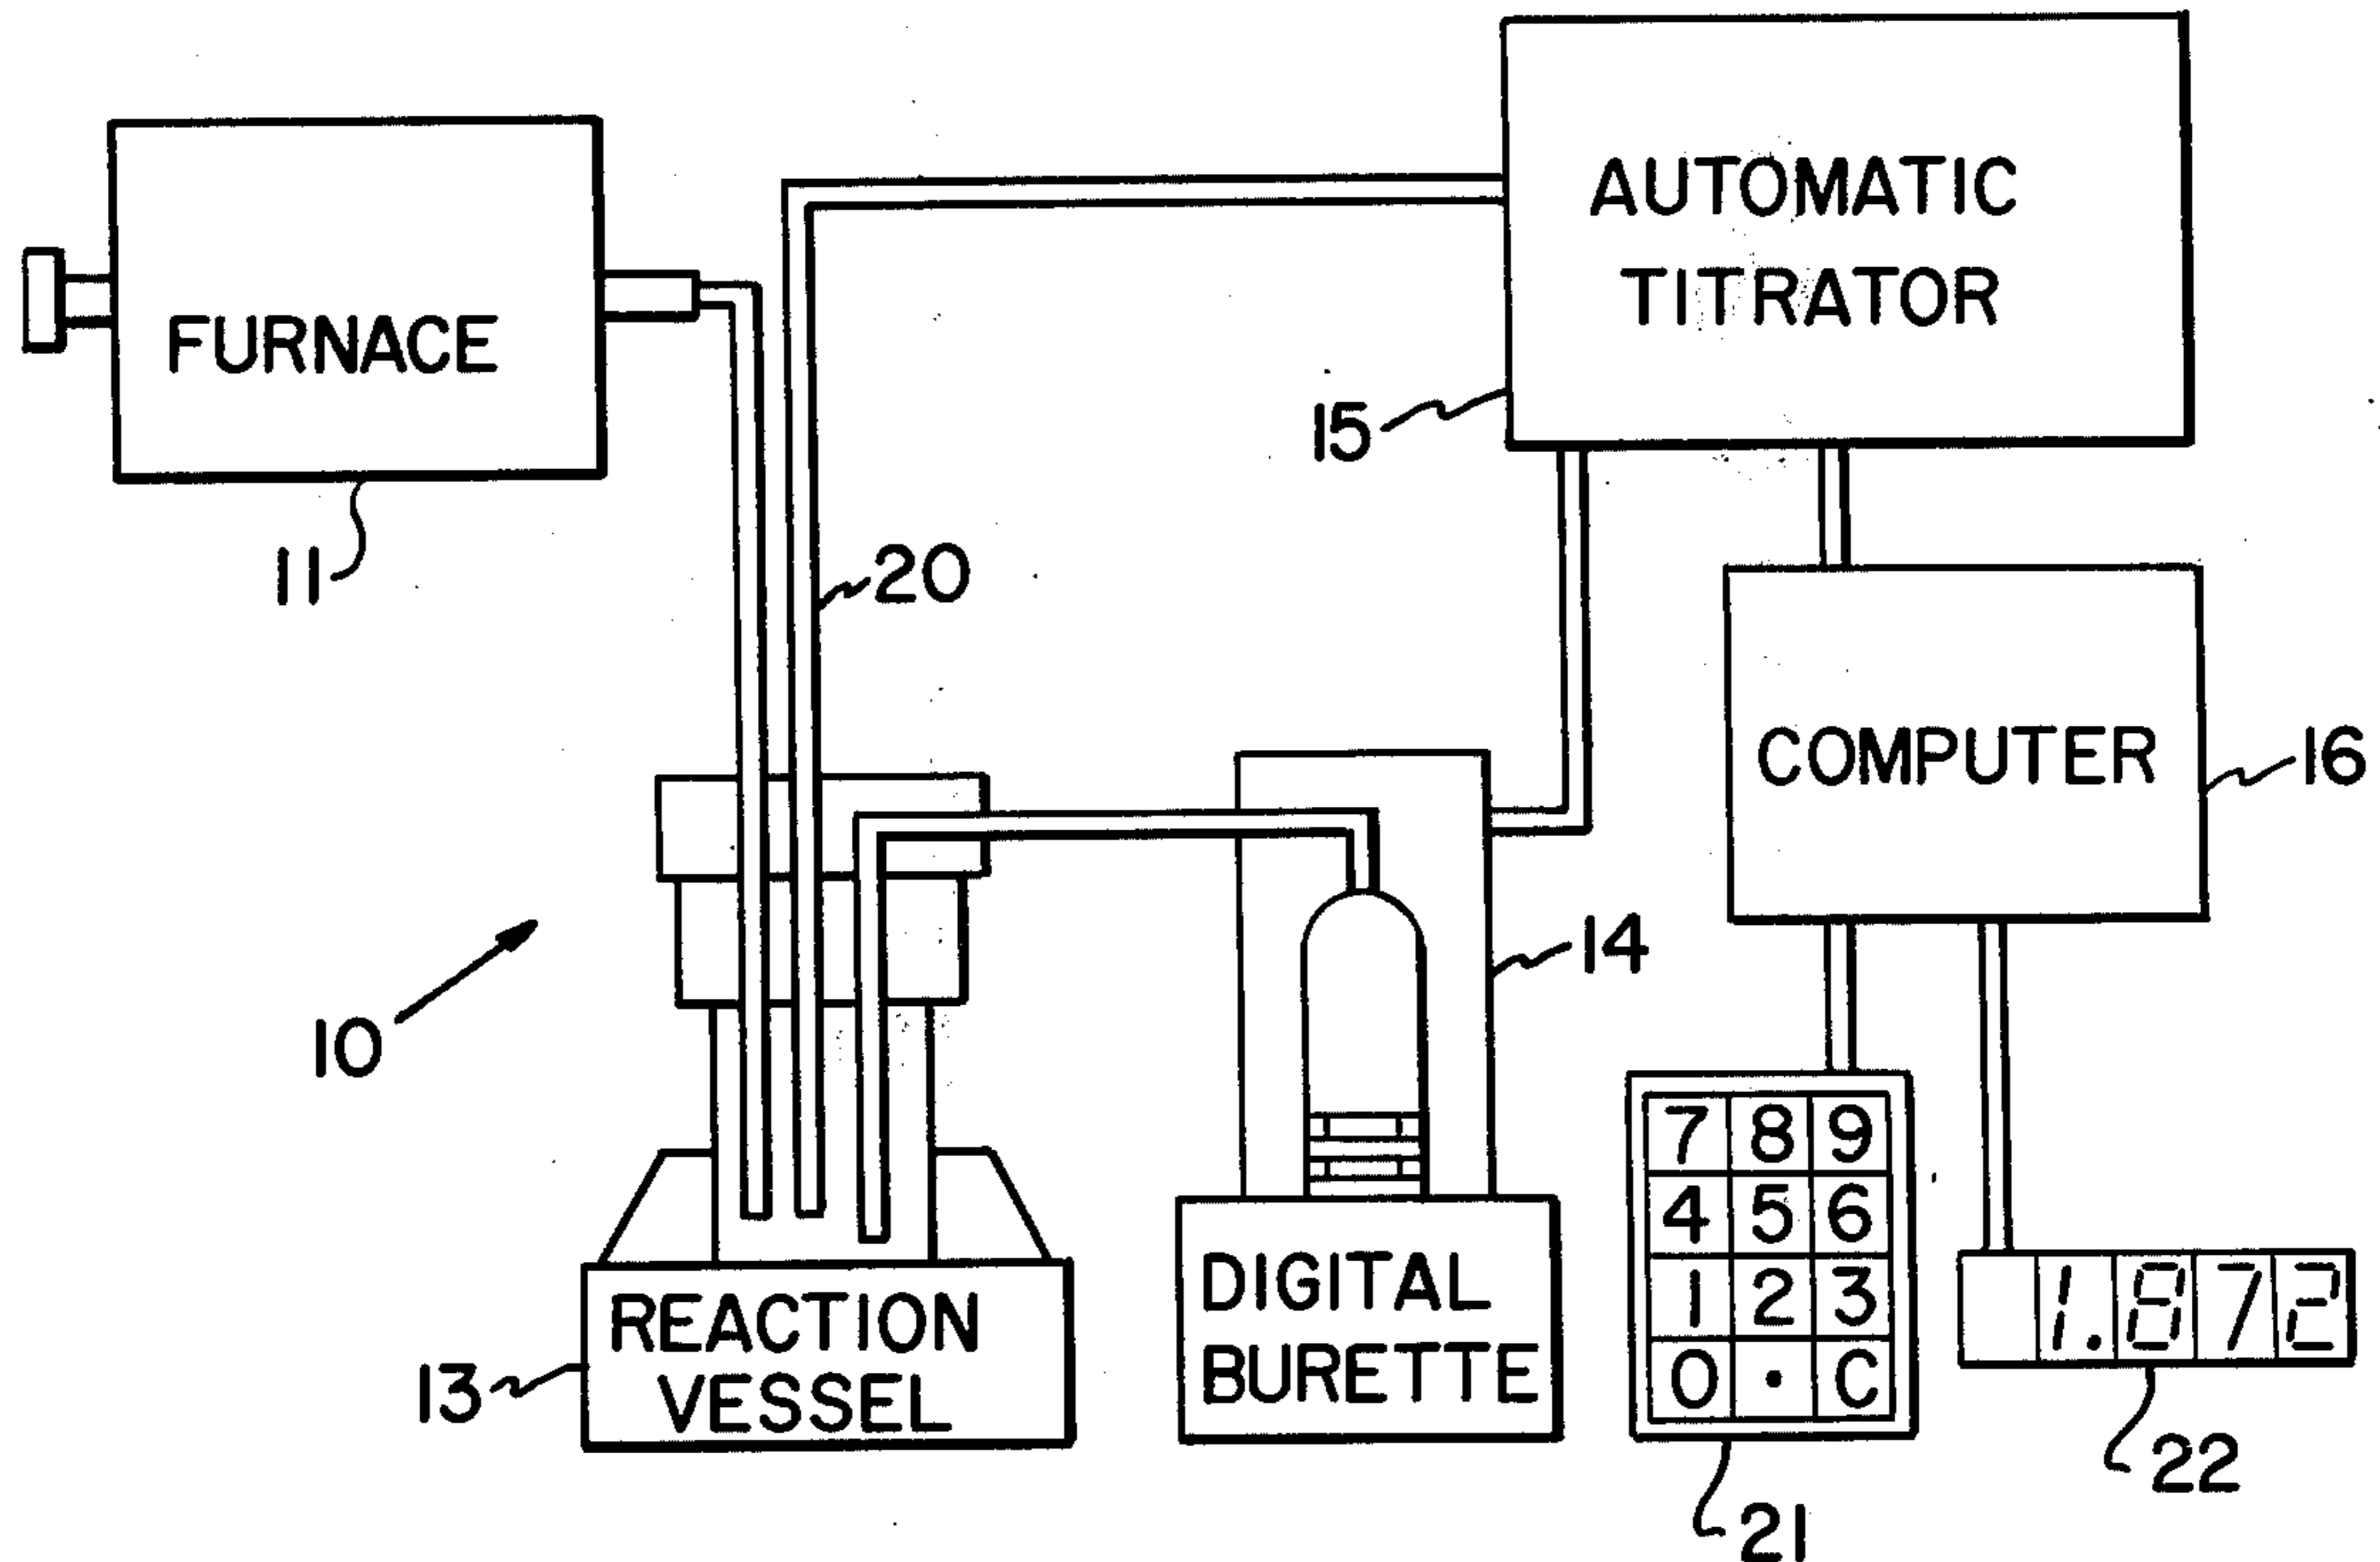 AUTOMATIC
TITRATOR
FURNACE
15
11
20
COMPUTER
16
14
10
7 8 9
4 5 6
1 2 3
0 . C
1.872
DIGITAL
BURETTE
REACTION
VESSEL
13
22
21